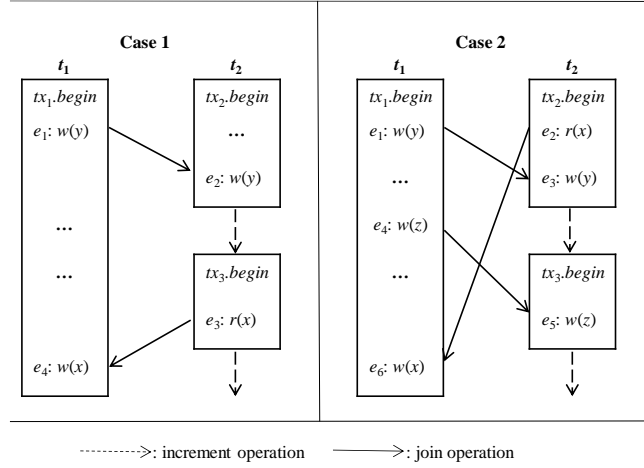 Case 1
t1
t2
tx1.begin
e1: w(y)
...
...
e4: w(x)
tx2.begin
...
e2: w(y)
tx3.begin
e3: r(x)
Case 2
t1
t2
tx1.begin
e1: w(y)
...
e4: w(z)
...
e6: w(x)
tx2.begin
e2: r(x)
e3: w(y)
tx3.begin
e5: w(z)
: increment operation
: join operation